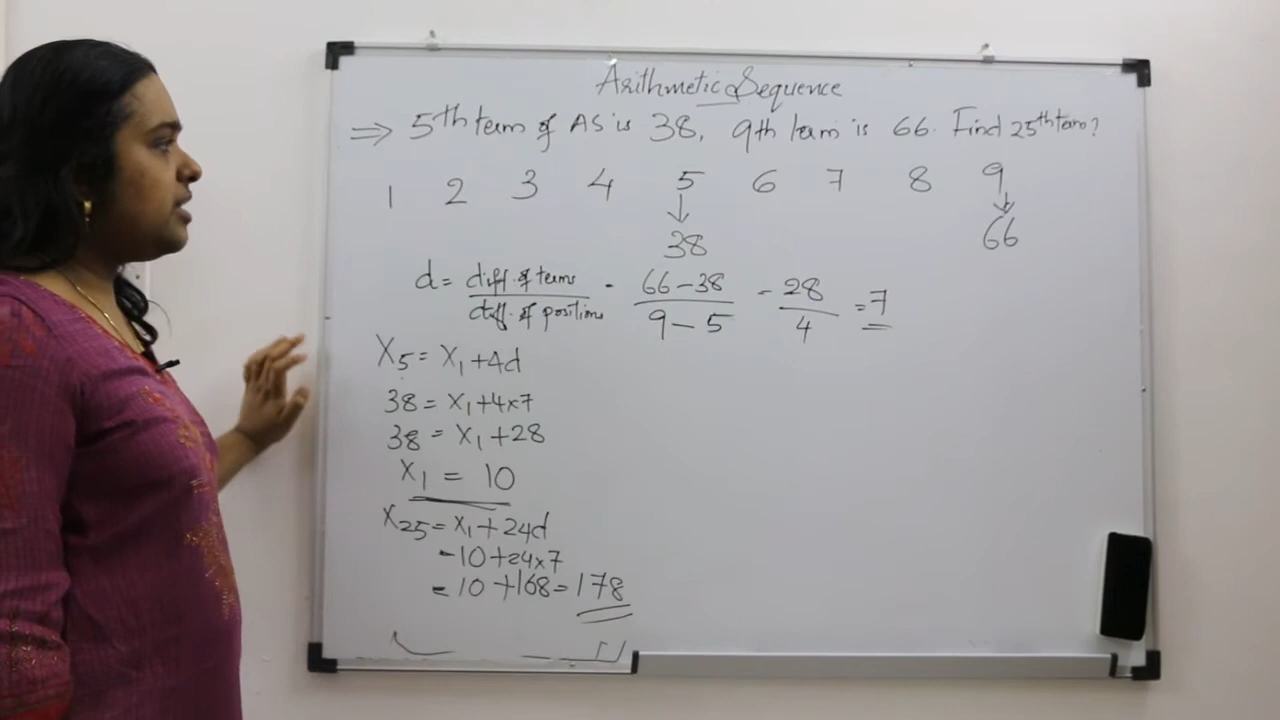 Arithmetic Sequence
⇒ 5th term of AS is 38, 9th term is 66. Find 25th term?
1 2 3 4 5 6 7 8 9
↓ ↓
38 66
d = diff. of terms / diff. of positions = 66 - 38 / 9 - 5 = 28 / 4 = 7
X5 = X1 + 4d
38 = X1 + 4×7
38 = X1 + 28
X1 = 10
X25 = X1 + 24d
= 10 + 24×7
= 10 + 168 = 178